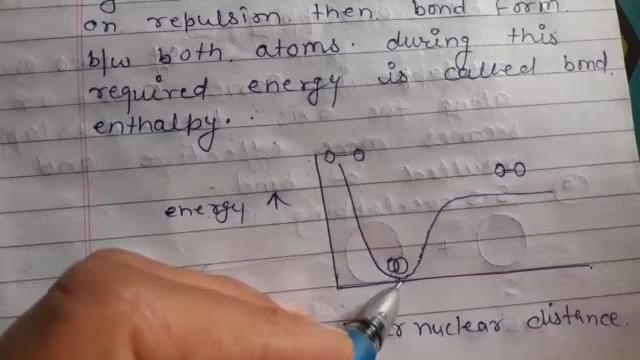 on repulsion. then bond form
b/w both atoms. during this
required energy is called bond.
enthalpy.
energy ↑
nuclear distance.